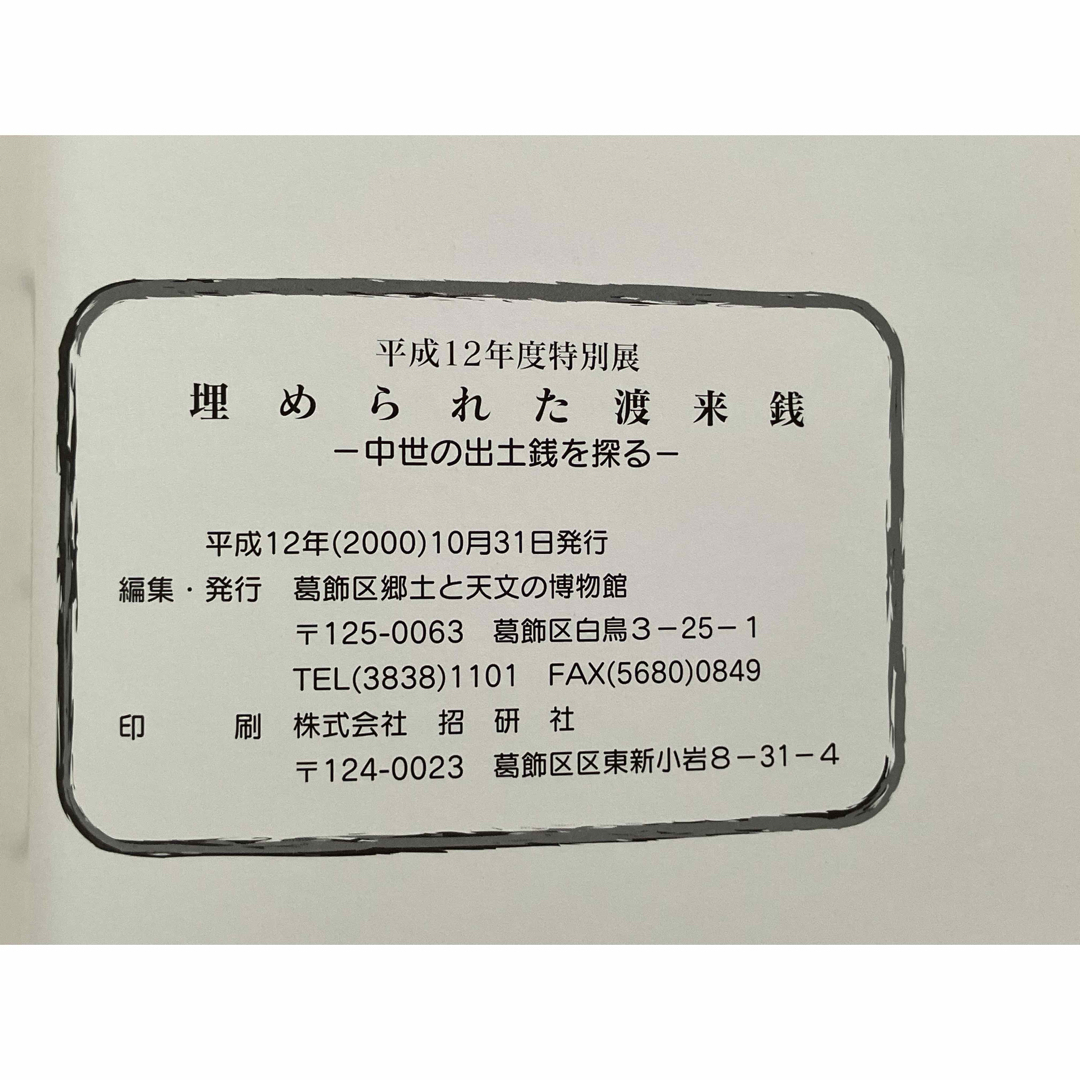 平成12年度特別展
埋められた渡来銭
－中世の出土銭を探る－
平成12年(2000)10月31日発行
編集・発行　葛飾区郷土と天文の博物館
〒125-0063　葛飾区白鳥3－25－1
TEL(3838)1101　FAX(5680)0849
印　刷　株式会社　招研社
〒124-0023　葛飾区区東新小岩8－31－4